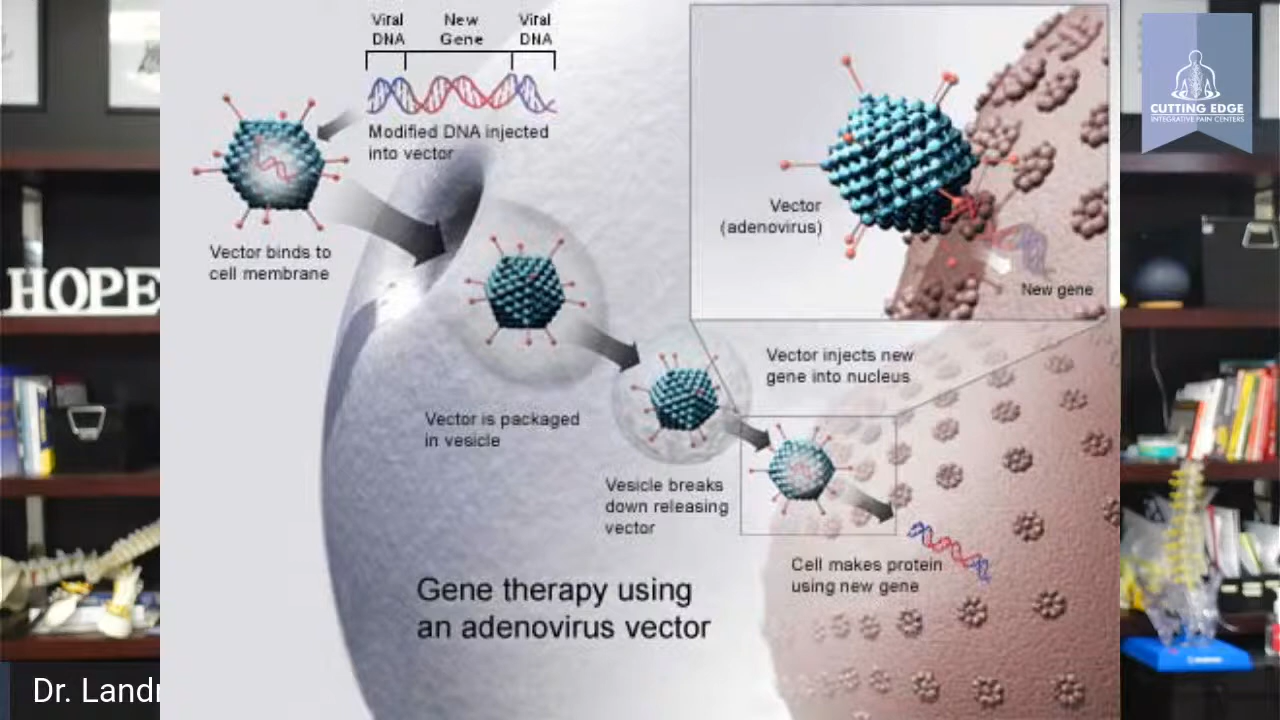 Viral
DNA
New
Gene
Viral
DNA
Modified DNA injected
into vector
Vector binds to
cell membrane
Vector is packaged
in vesicle
Vesicle breaks
down releasing
vector
Vector injects new
gene into nucleus
Cell makes protein
using new gene
Vector
(adenovirus)
New gene
Gene therapy using
an adenovirus vector
CUTTING EDGE
INTEGRATIVE PAIN CENTERS
HOPE
Dr. Landr